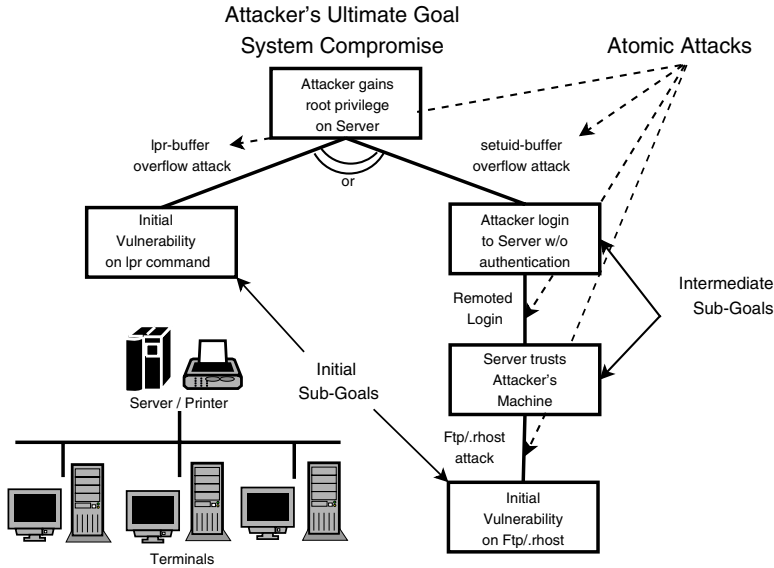 Attacker's Ultimate Goal
System Compromise
Atomic Attacks
Attacker gains
root privilege
on Server
lpr-buffer
overflow attack
setuid-buffer
overflow attack
or
Initial
Vulnerability
on lpr command
Attacker login
to Server w/o
authentication
Intermediate
Sub-Goals
Remoted
Login
Server trusts
Attacker's
Machine
Initial
Sub-Goals
Server / Printer
Ftp/.rhost
attack
Initial
Vulnerability
on Ftp/.rhost
Terminals